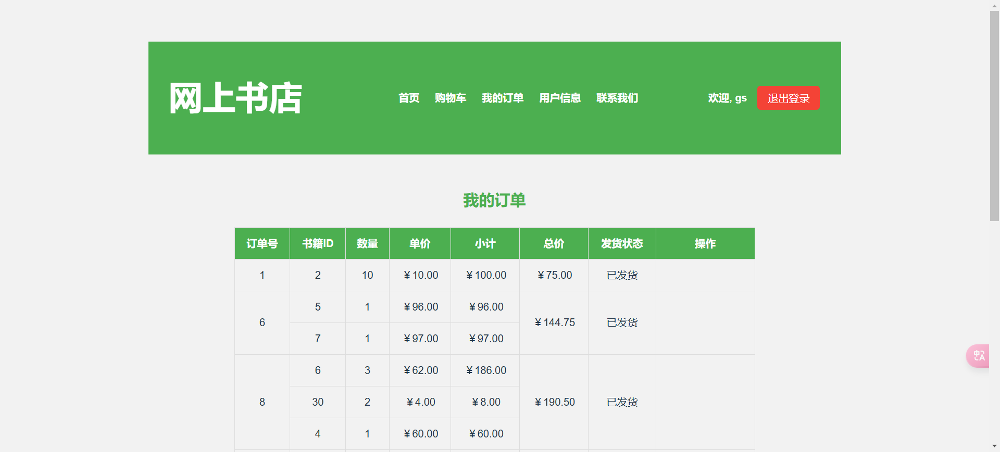 网上书店
首页 购物车 我的订单 用户信息 联系我们
欢迎, gs 退出登录
我的订单
订单号 书籍ID 数量 单价 小计 总价 发货状态 操作
1 2 10 ¥10.00 ¥100.00 ¥75.00 已发货
6 5 1 ¥96.00 ¥96.00 ¥144.75 已发货
7 1 ¥97.00 ¥97.00
8 6 3 ¥62.00 ¥186.00 ¥190.50 已发货
30 2 ¥4.00 ¥8.00
4 1 ¥60.00 ¥60.00
中A